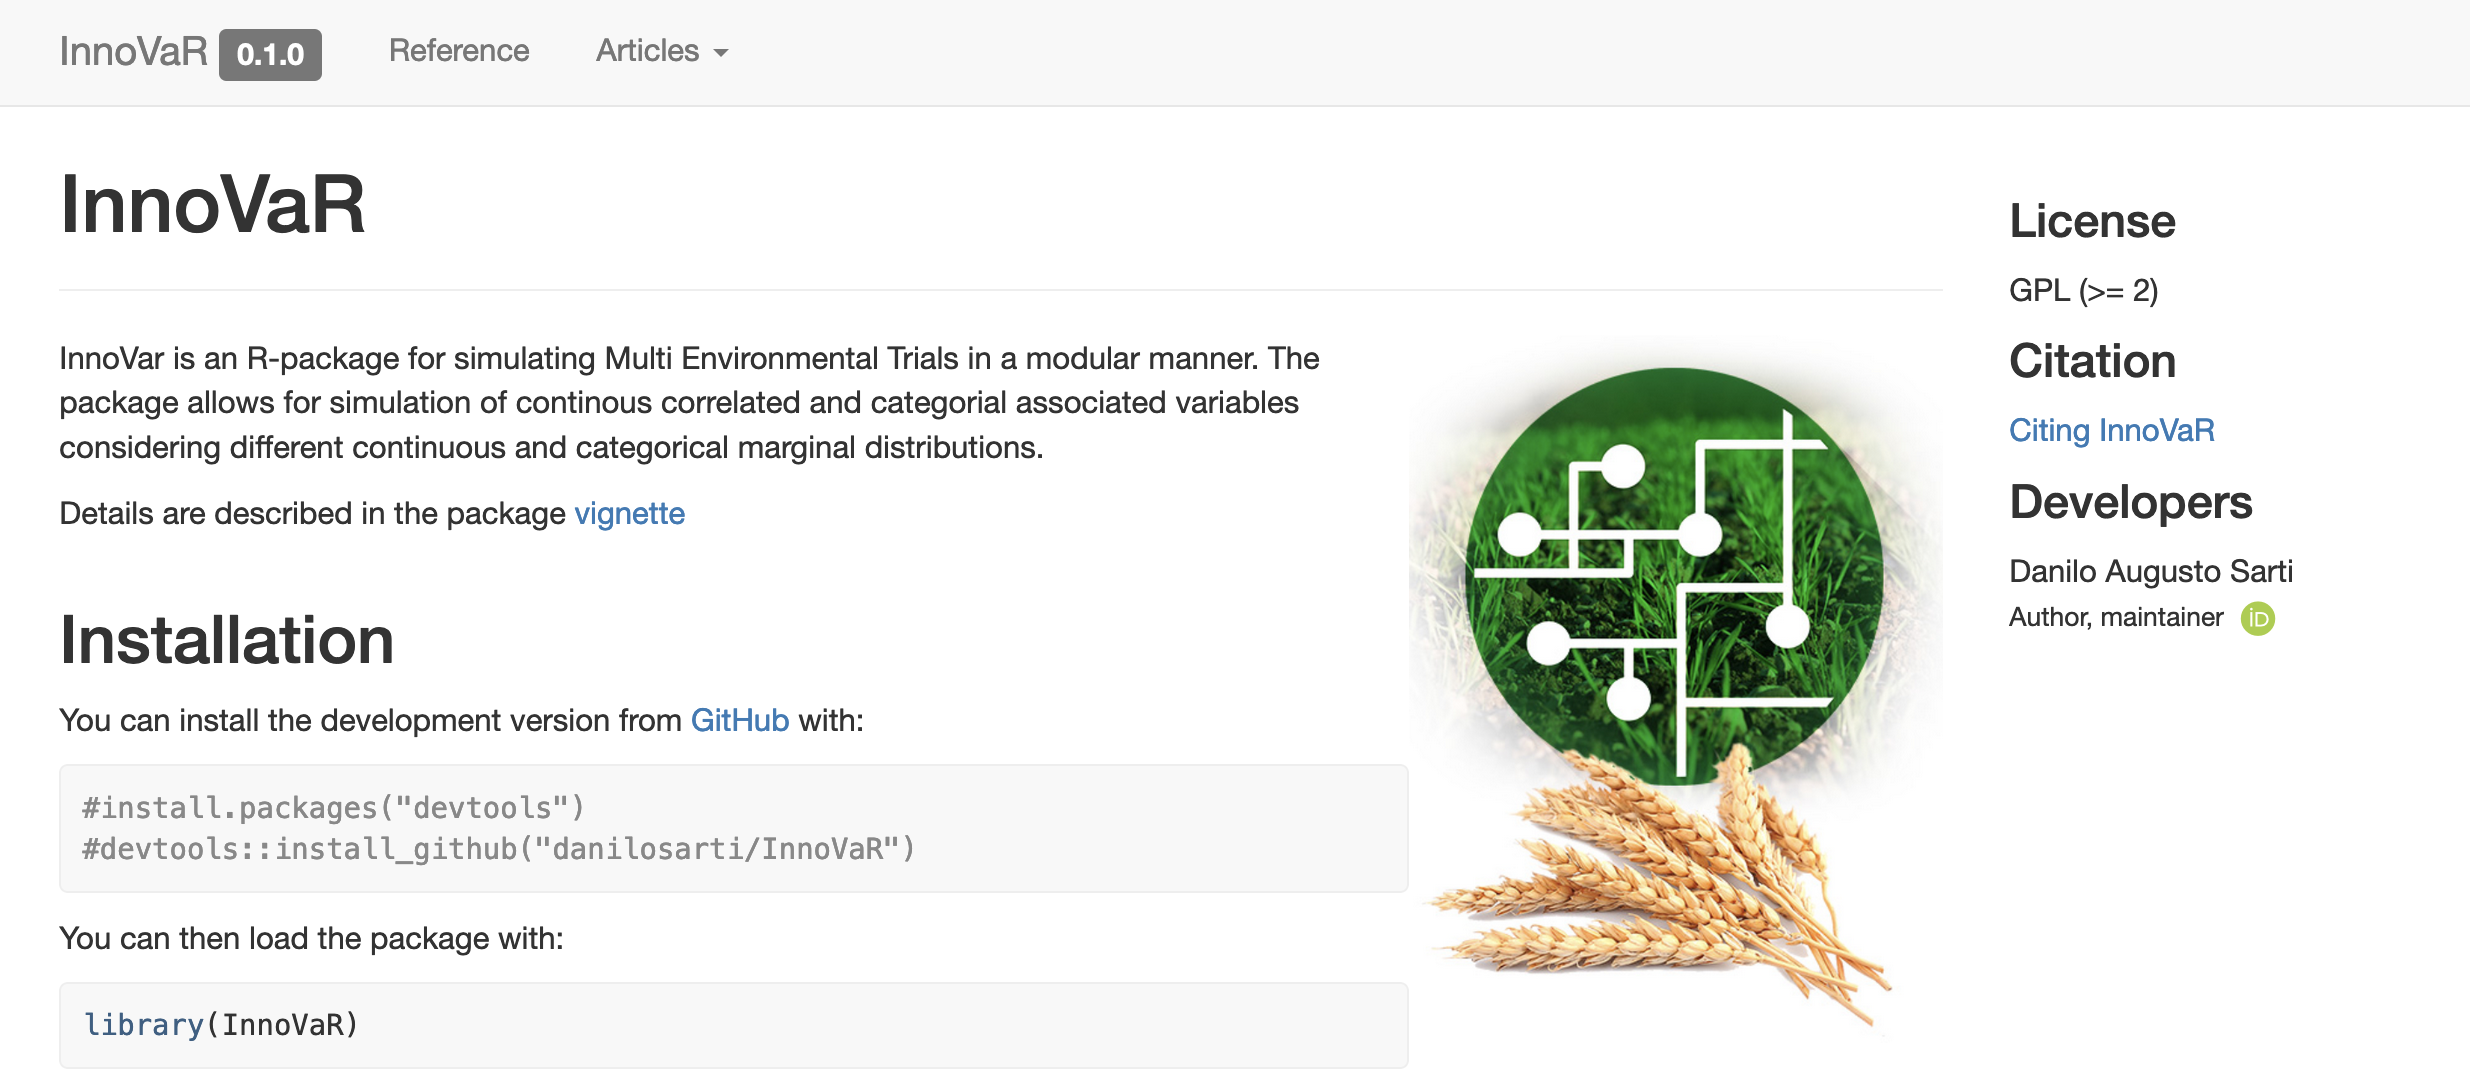 InnoVaR 0.1.0 Reference Articles
InnoVaR
InnoVar is an R-package for simulating Multi Environmental Trials in a modular manner. The
package allows for simulation of continous correlated and categorial associated variables
considering different continuous and categorical marginal distributions.
Details are described in the package vignette
Installation
You can install the development version from GitHub with:
#install.packages("devtools")
#devtools::install_github("danilosarti/InnoVaR")
You can then load the package with:
library(InnoVaR)
License
GPL (>= 2)
Citation
Citing InnoVaR
Developers
Danilo Augusto Sarti
Author, maintainer iD